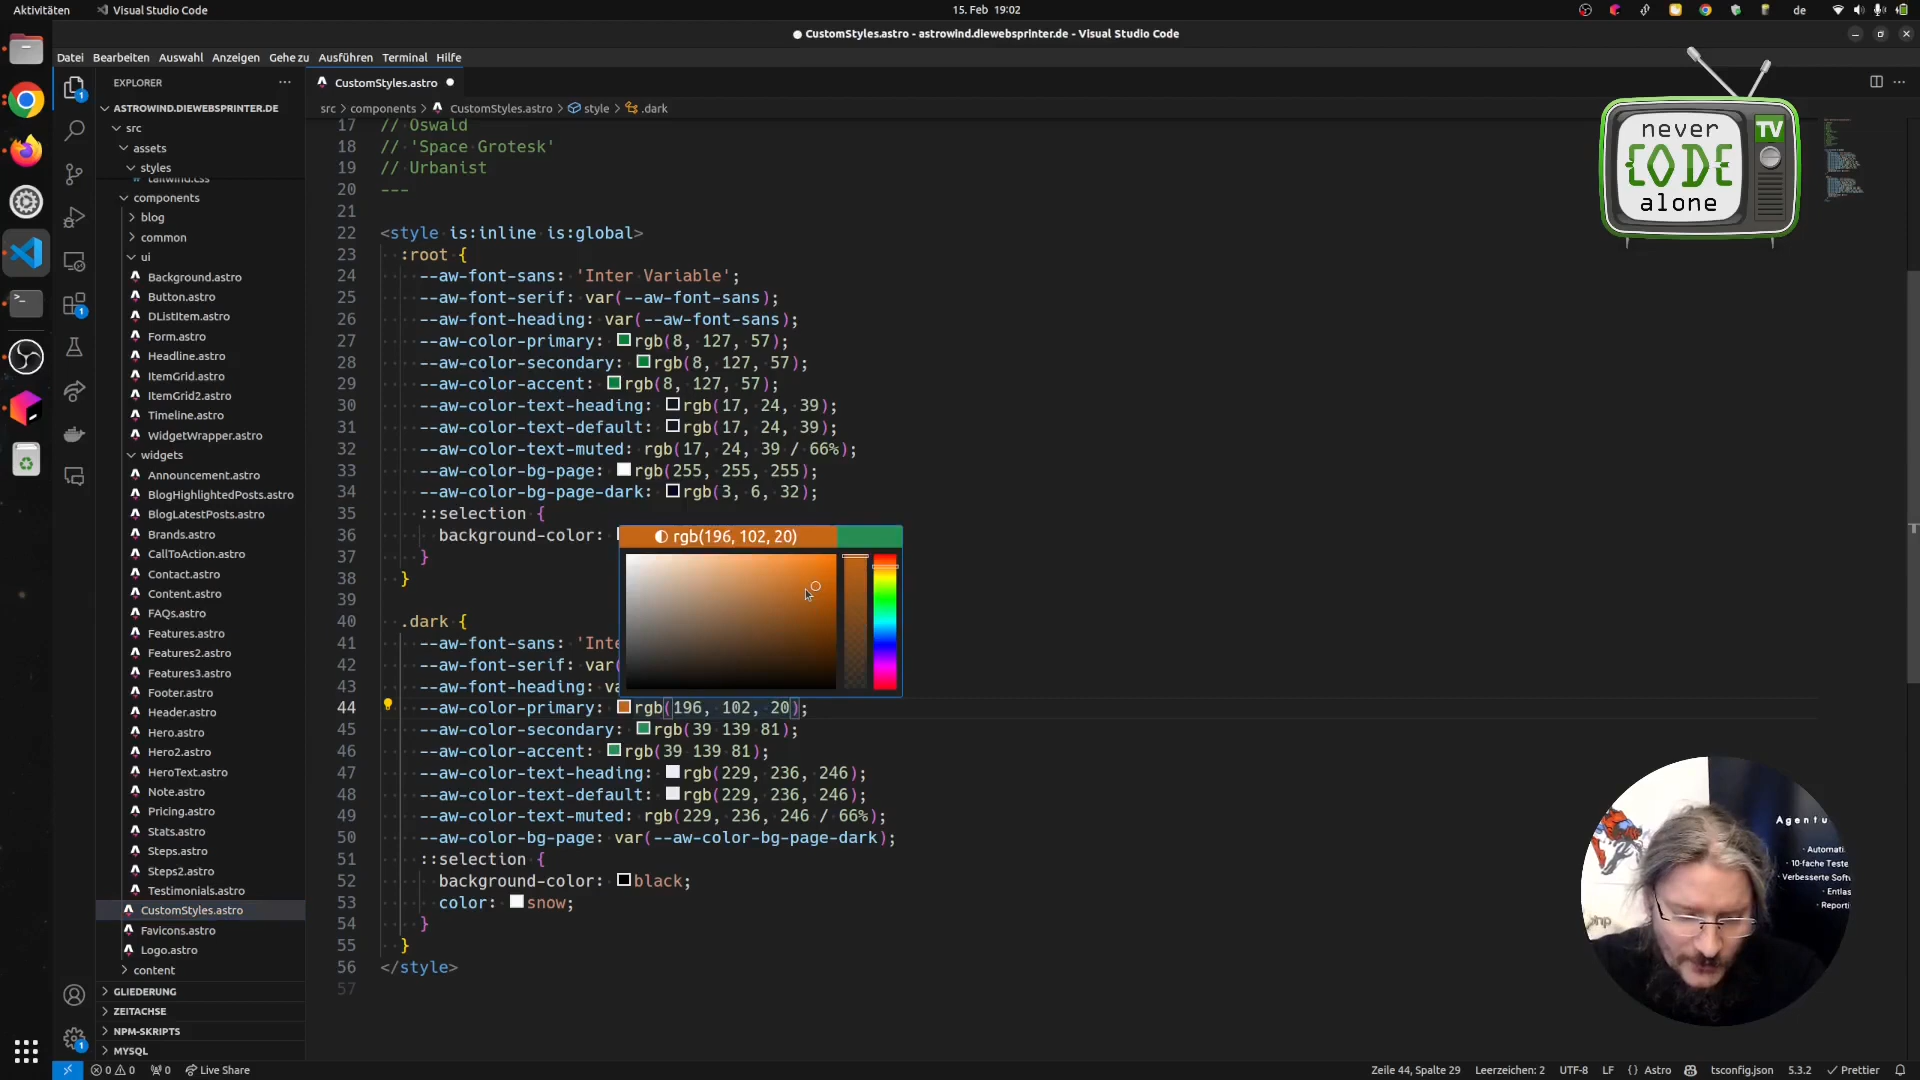 Aktivitäten
Visual Studio Code
15. Feb 19:02
de
● CustomStyles.astro - astrowind.diewebsprinter.de - Visual Studio Code
Datei Bearbeiten Auswahl Anzeigen Gehe zu Ausführen Terminal Hilfe
EXPLORER
CustomStyles.astro
ASTROWIND.DIEWEBSPRINTER.DE
src > components > CustomStyles.astro > style > .dark
src
assets
styles
tailwind.css
components
blog
common
ui
Background.astro
Button.astro
DListItem.astro
Form.astro
Headline.astro
ItemGrid.astro
ItemGrid2.astro
Timeline.astro
WidgetWrapper.astro
widgets
Announcement.astro
BlogHighlightedPosts.astro
BlogLatestPosts.astro
Brands.astro
CallToAction.astro
Contact.astro
Content.astro
FAQs.astro
Features.astro
Features2.astro
Features3.astro
Footer.astro
Header.astro
Hero.astro
Hero2.astro
HeroText.astro
Note.astro
Pricing.astro
Stats.astro
Steps.astro
Steps2.astro
Testimonials.astro
CustomStyles.astro
Favicons.astro
Logo.astro
content
GLIEDERUNG
ZEITACHSE
NPM-SKRIPTS
MYSQL
17 // Oswald
18 // 'Space Grotesk'
19 // Urbanist
20 ---
21
22 <style is:inline is:global>
23 :root {
24 --aw-font-sans: 'Inter Variable';
25 --aw-font-serif: var(--aw-font-sans);
26 --aw-font-heading: var(--aw-font-sans);
27 --aw-color-primary: rgb(8, 127, 57);
28 --aw-color-secondary: rgb(8, 127, 57);
29 --aw-color-accent: rgb(8, 127, 57);
30 --aw-color-text-heading: rgb(17, 24, 39);
31 --aw-color-text-default: rgb(17, 24, 39);
32 --aw-color-text-muted: rgb(17, 24, 39 / 66%);
33 --aw-color-bg-page: rgb(255, 255, 255);
34 --aw-color-bg-page-dark: rgb(3, 6, 32);
35 ::selection {
36 background-color:
rgb(196, 102, 20)
37 }
38 }
39
40 .dark {
41 --aw-font-sans: 'Inte
42 --aw-font-serif: var(
43 --aw-font-heading: va
44 --aw-color-primary: rgb(196, 102, 20);
45 --aw-color-secondary: rgb(39 139 81);
46 --aw-color-accent: rgb(39 139 81);
47 --aw-color-text-heading: rgb(229, 236, 246);
48 --aw-color-text-default: rgb(229, 236, 246);
49 --aw-color-text-muted: rgb(229, 236, 246 / 66%);
50 --aw-color-bg-page: var(--aw-color-bg-page-dark);
51 ::selection {
52 background-color: black;
53 color: snow;
54 }
55 }
56 </style>
57
never
TV
CODE
alone
Agentu
· Automati
· 10-fache Teste
· Verbesserte Soft
· Entlas
· Reporti
php
0 0 0 Live Share
Zeile 44, Spalte 29 Leerzeichen: 2 UTF-8 LF { } Astro tsconfig.json 5.3.2 Prettier